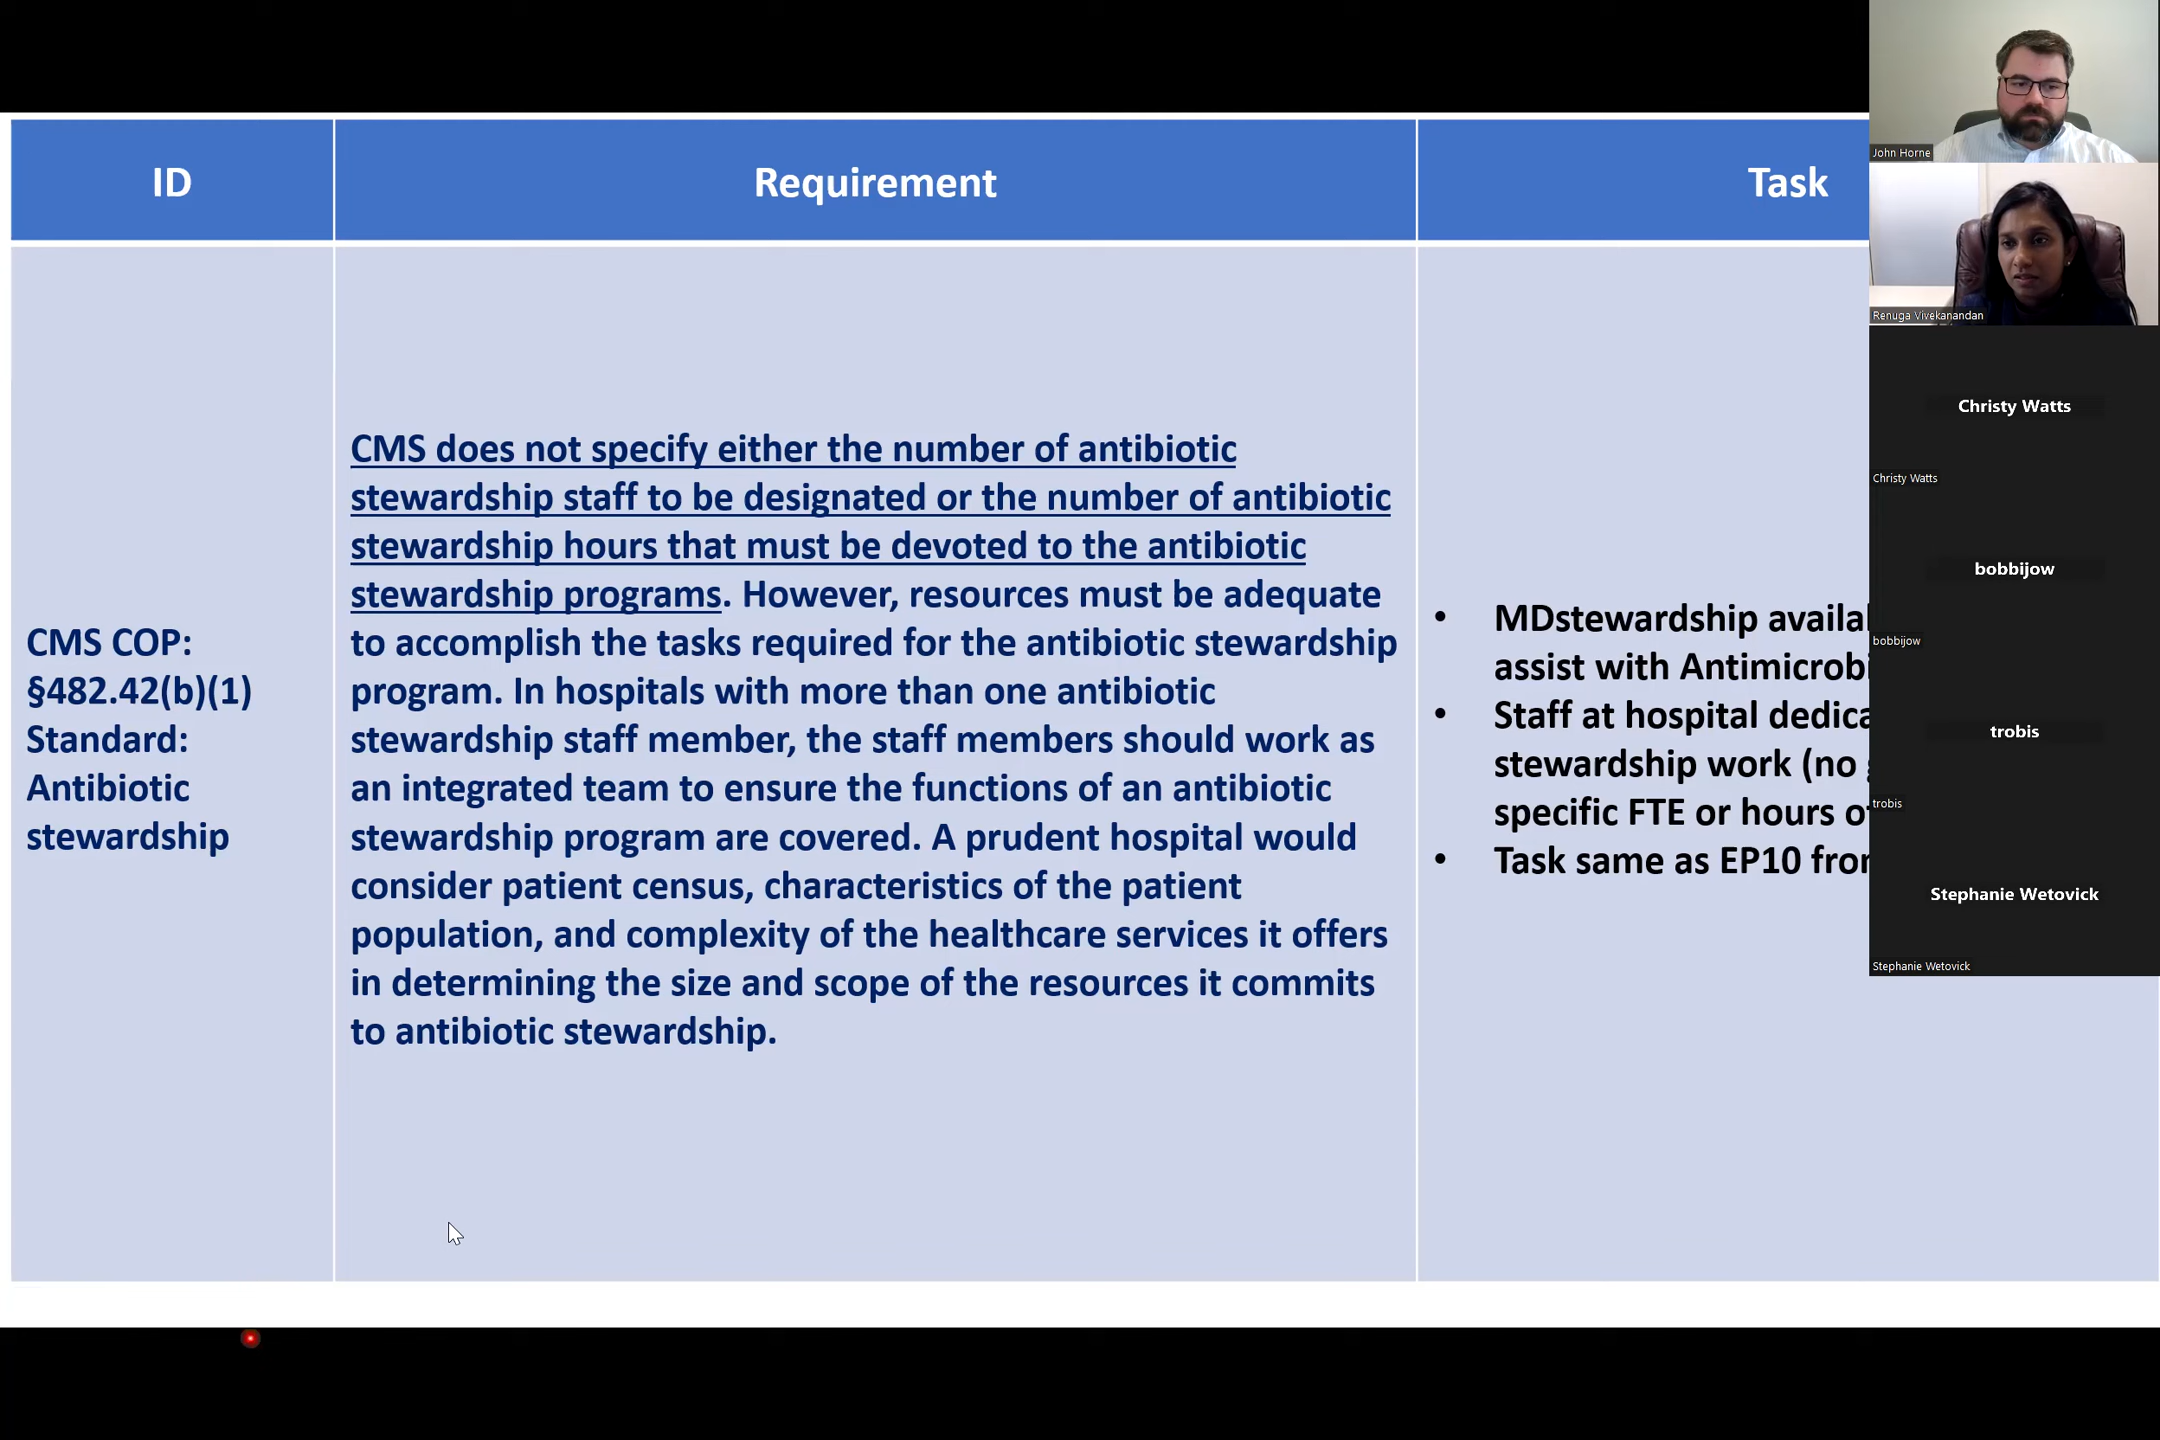 ID
Requirement
Task
CMS COP:
§482.42(b)(1)
Standard:
Antibiotic
stewardship
CMS does not specify either the number of antibiotic
stewardship staff to be designated or the number of antibiotic
stewardship hours that must be devoted to the antibiotic
stewardship programs. However, resources must be adequate
to accomplish the tasks required for the antibiotic stewardship
program. In hospitals with more than one antibiotic
stewardship staff member, the staff members should work as
an integrated team to ensure the functions of an antibiotic
stewardship program are covered. A prudent hospital would
consider patient census, characteristics of the patient
population, and complexity of the healthcare services it offers
in determining the size and scope of the resources it commits
to antibiotic stewardship.
• MDstewardship
assist with
• Staff at hospital
stewardship work (no
specific FTE or hours
• Task same as EP10
John Horne
Renuga Vivekanandan
Christy Watts
Christy Watts
bobbijow
bobbijow
trobis
trobis
Stephanie Wetovick
Stephanie Wetovick